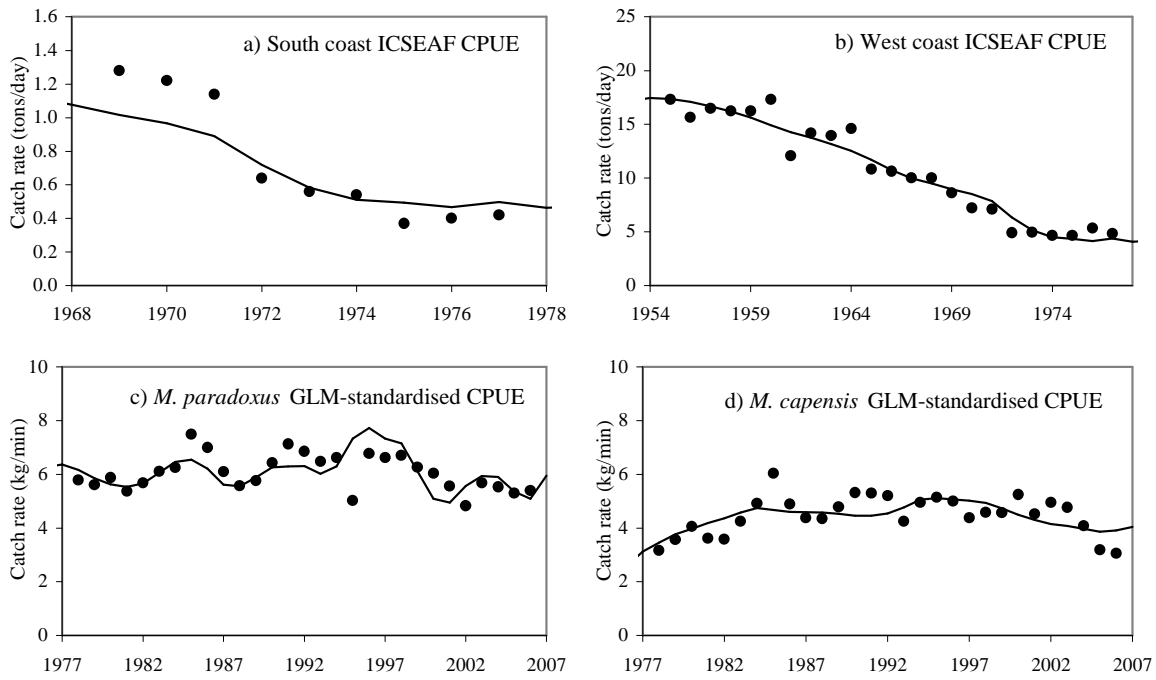 a) South coast ICSEAF CPUE
Catch rate (tons/day)
1.6
1.4
1.2
1.0
0.8
0.6
0.4
0.2
0.0
1968 1970 1972 1974 1976 1978
b) West coast ICSEAF CPUE
Catch rate (tons/day)
25
20
15
10
5
0
1954 1959 1964 1969 1974
c) M. paradoxus GLM-standardised CPUE
Catch rate (kg/min)
10
8
6
4
2
0
1977 1982 1987 1992 1997 2002 2007
d) M. capensis GLM-standardised CPUE
Catch rate (kg/min)
10
8
6
4
2
0
1977 1982 1987 1992 1997 2002 2007